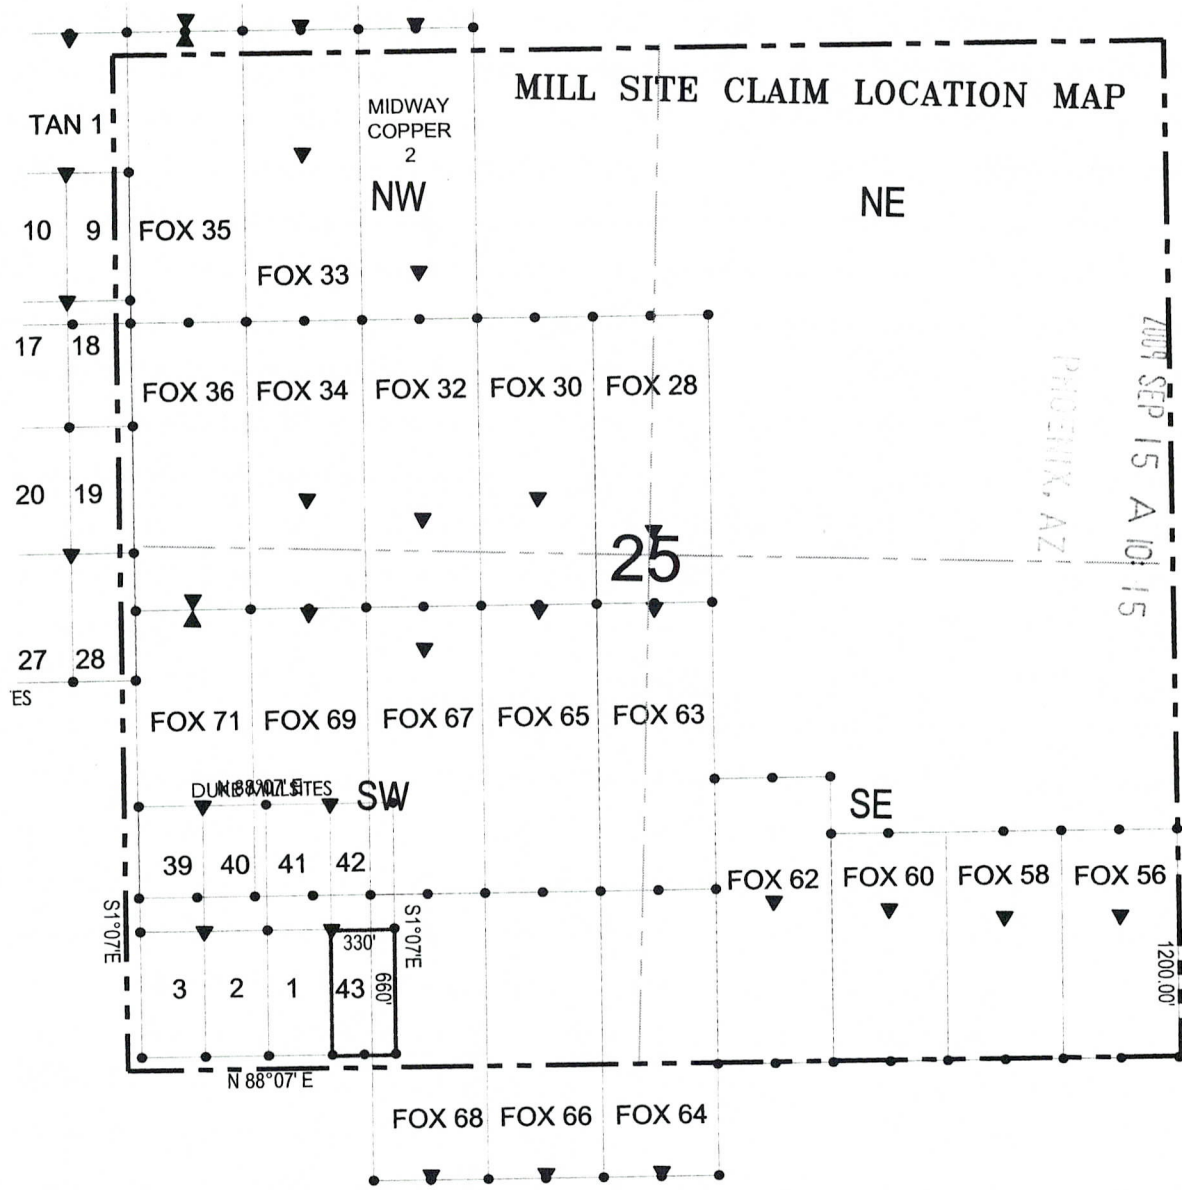 MILL SITE CLAIM LOCATION MAP
TAN 1
MIDWAY
COPPER
2
NW
NE
10 9
FOX 35
FOX 33
17 18
FOX 36 FOX 34 FOX 32 FOX 30 FOX 28
2009 SEP 15 A 10:15
PHOENIX, AZ
20 19
25
27 28
ES
FOX 71 FOX 69 FOX 67 FOX 65 FOX 63
DUKE MILLSITES
N 88°07' E
SW
SE
39 40 41 42
FOX 62 FOX 60 FOX 58 FOX 56
S1°07'E
S1°07'E
330'
3 2 1 43
660'
1200.00'
N 88°07' E
FOX 68 FOX 66 FOX 64